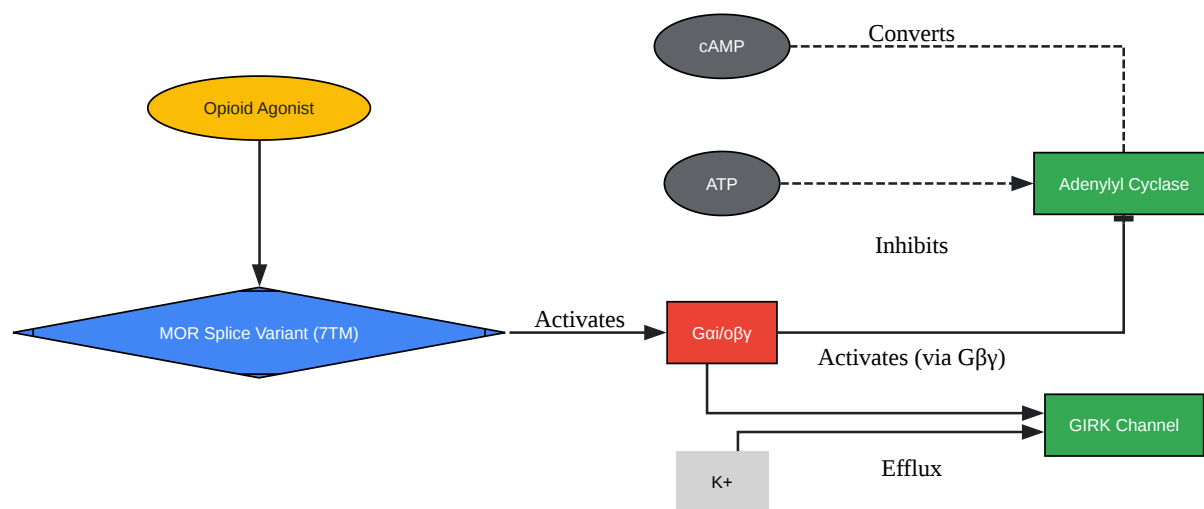 cAMP
Converts
Opioid Agonist
ATP
Adenylyl Cyclase
Inhibits
MOR Splice Variant (7TM)
Activates
Gαi/oβγ
Activates (via Gβγ)
GIRK Channel
Efflux
K+